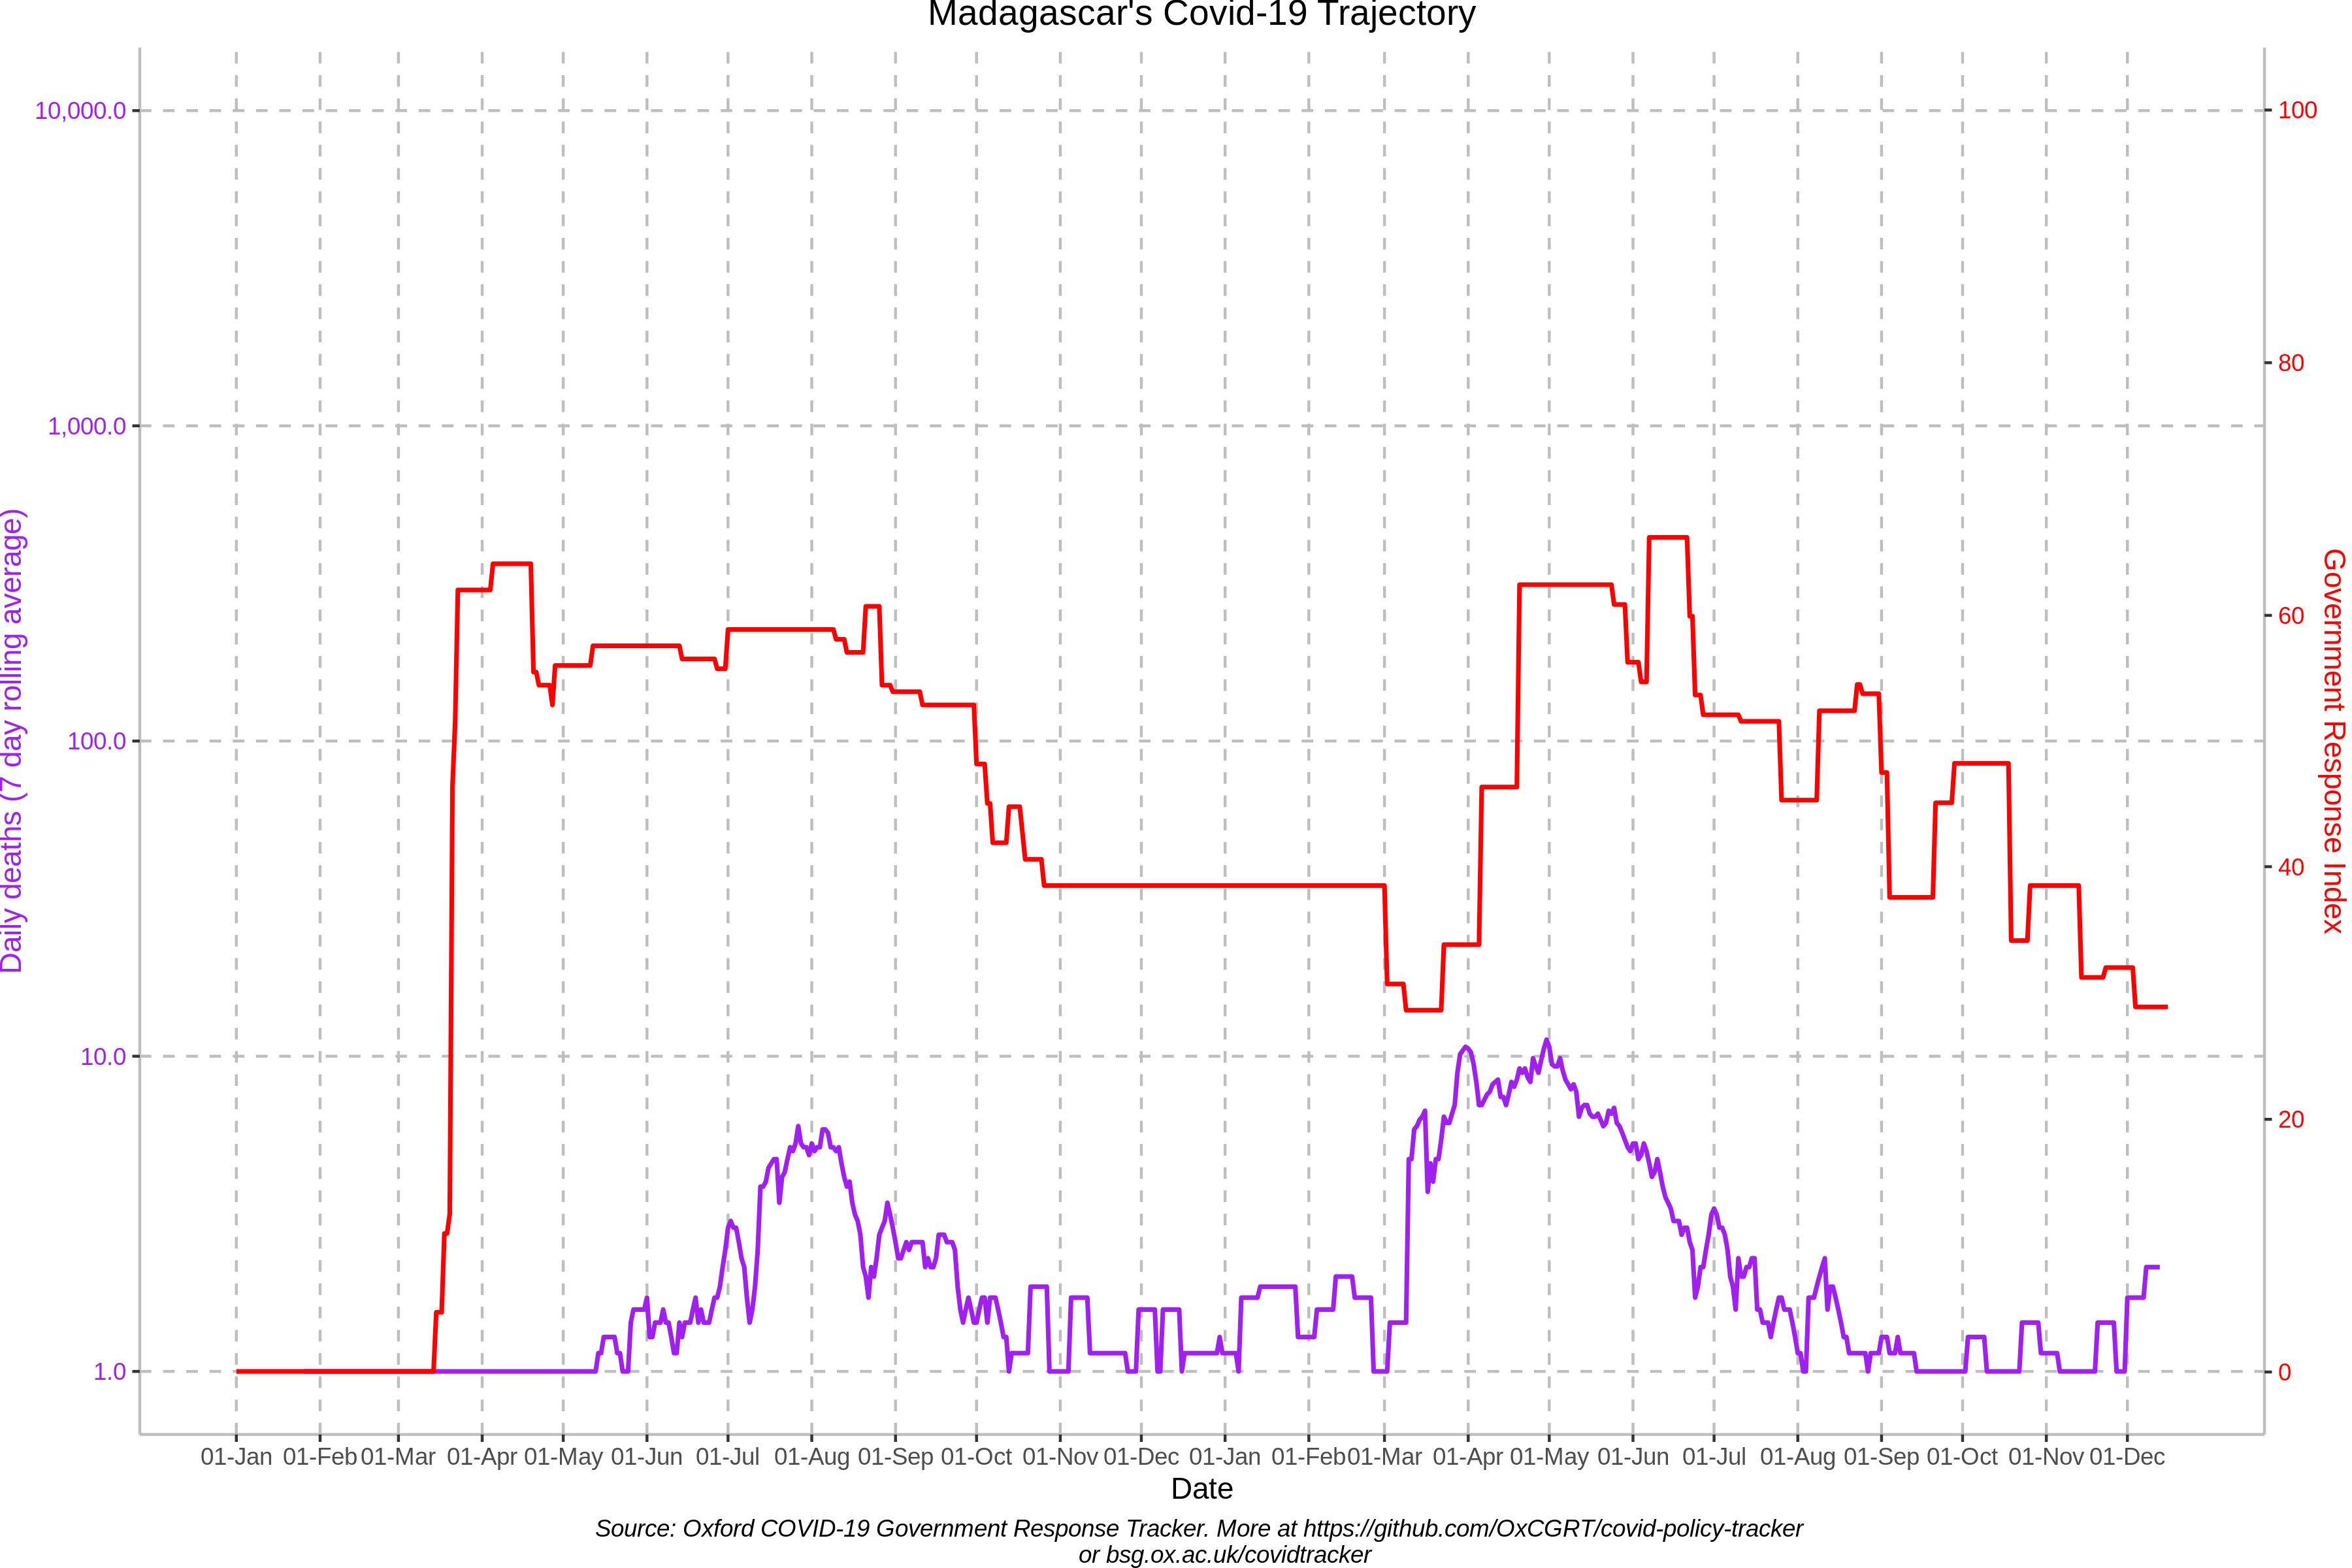 Madagascar's Covid-19 Trajectory
10,000.0
1,000.0
100.0
10.0
1.0
Daily deaths (7 day rolling average)
100
80
60
40
20
0
Government Response Index
01-Jan 01-Feb 01-Mar 01-Apr 01-May 01-Jun 01-Jul 01-Aug 01-Sep 01-Oct 01-Nov 01-Dec 01-Jan 01-Feb 01-Mar 01-Apr 01-May 01-Jun 01-Jul 01-Aug 01-Sep 01-Oct 01-Nov 01-Dec
Date
Source: Oxford COVID-19 Government Response Tracker. More at https://github.com/OxCGRT/covid-policy-tracker
or bsg.ox.ac.uk/covidtracker